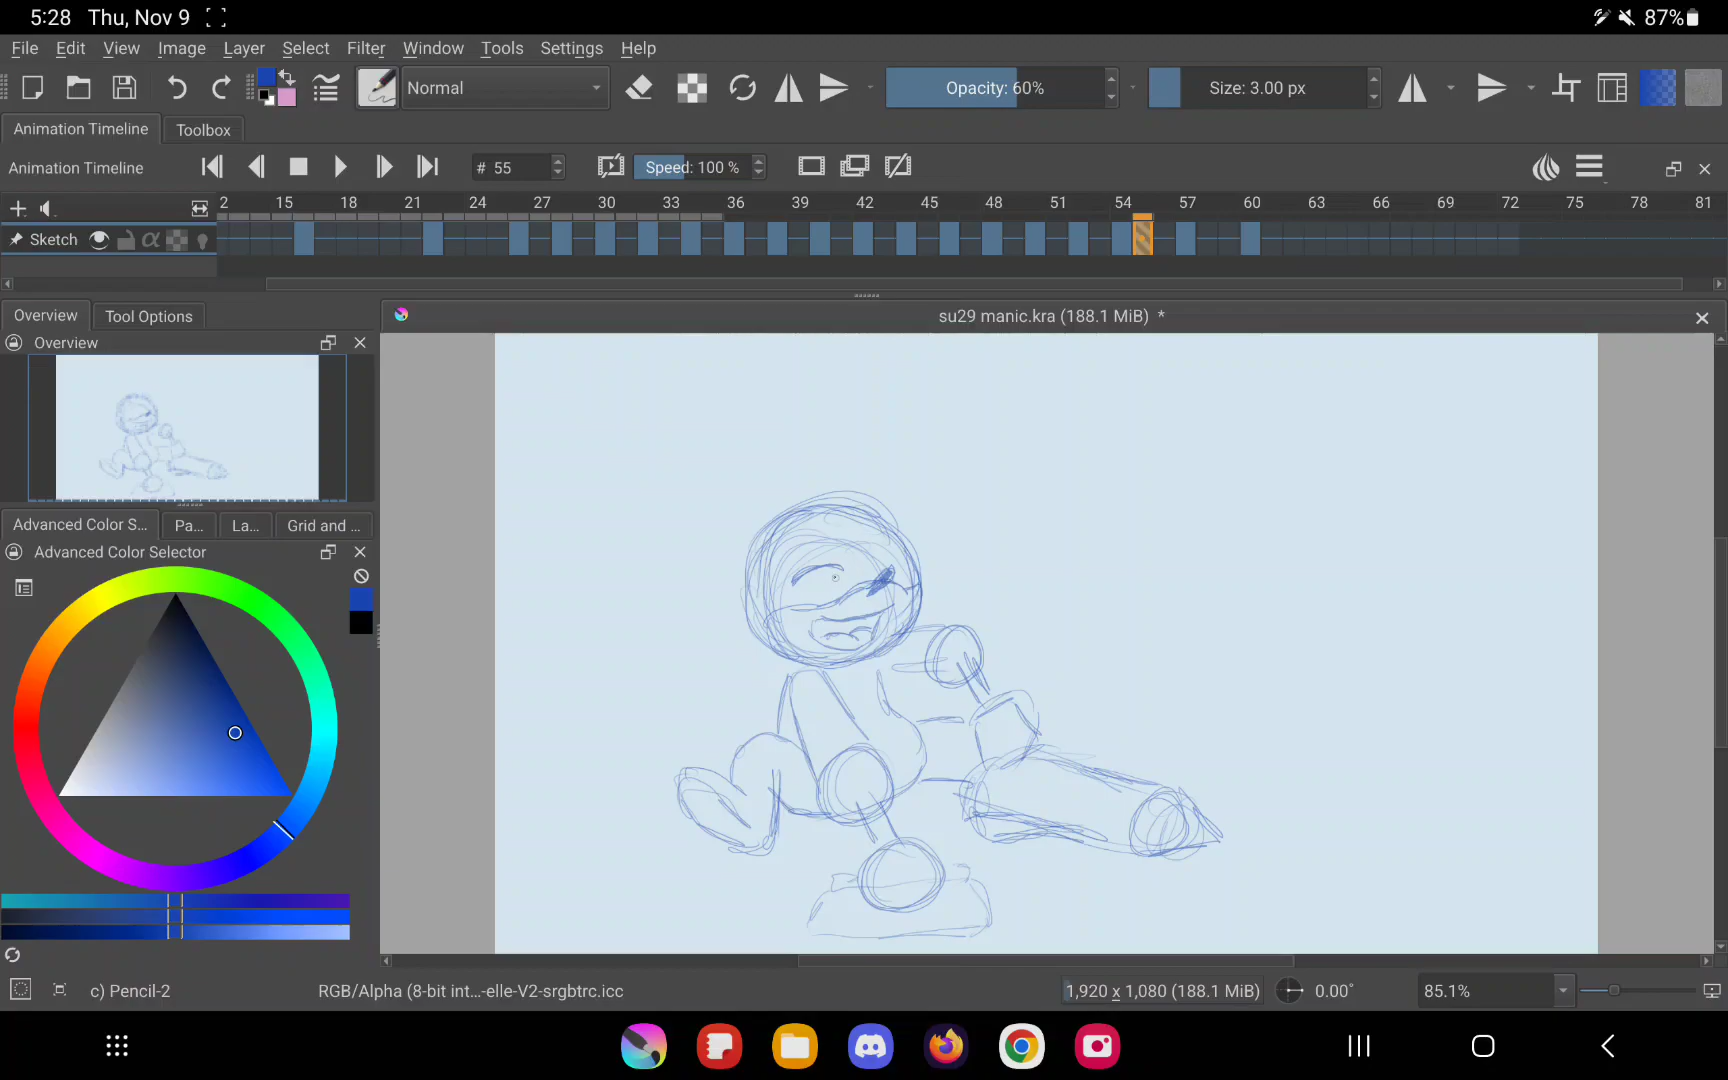 5:28 Thu, Nov 9 87%
File Edit View Image Layer Select Filter Window Tools Settings Help
Normal Opacity: 60% Size: 3.00 px
Animation Timeline Toolbox
Animation Timeline # 55 Speed: 100 %
2 15 18 21 24 27 30 33 36 39 42 45 48 51 54 57 60 63 66 69 72 75 78 81
Sketch
Overview Tool Options
su29 manic.kra (188.1 MiB) *
Overview
Advanced Color S... Pa... La... Grid and ...
Advanced Color Selector
c) Pencil-2 RGB/Alpha (8-bit int...-elle-V2-srgbtrc.icc 1,920 x 1,080 (188.1 MiB) 0.00° 85.1%